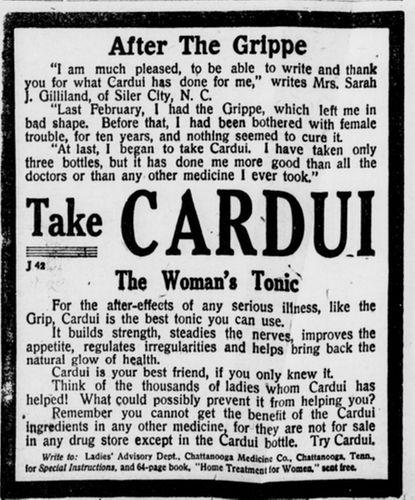 After The Grippe
"I am much pleased, to be able to write and thank
you for what Cardui has done for me," writes Mrs. Sarah
J. Gilliland, of Siler City, N. C.
"Last February, I had the Grippe, which left me in
bad shape. Before that, I had been bothered with female
trouble, for ten years, and nothing seemed to cure it.
"At last, I began to take Cardui. I have taken only
three bottles, but it has done me more good than all the
doctors or than any other medicine I ever took."
Take CARDUI
J 42
The Woman's Tonic
For the after-effects of any serious illness, like the
Grip, Cardui is the best tonic you can use.
It builds strength, steadies the nerves, improves the
appetite, regulates irregularities and helps bring back the
natural glow of health.
Cardui is your best friend, if you only knew it.
Think of the thousands of ladies whom Cardui has
helped! What could possibly prevent it from helping you?
Remember you cannot get the benefit of the Cardui
ingredients in any other medicine, for they are not for sale
in any drug store except in the Cardui bottle. Try Cardui.
Write to: Ladies' Advisory Dept., Chattanooga Medicine Co., Chattanooga, Tenn.,
for Special Instructions, and 64-page book, "Home Treatment for Women," sent free.